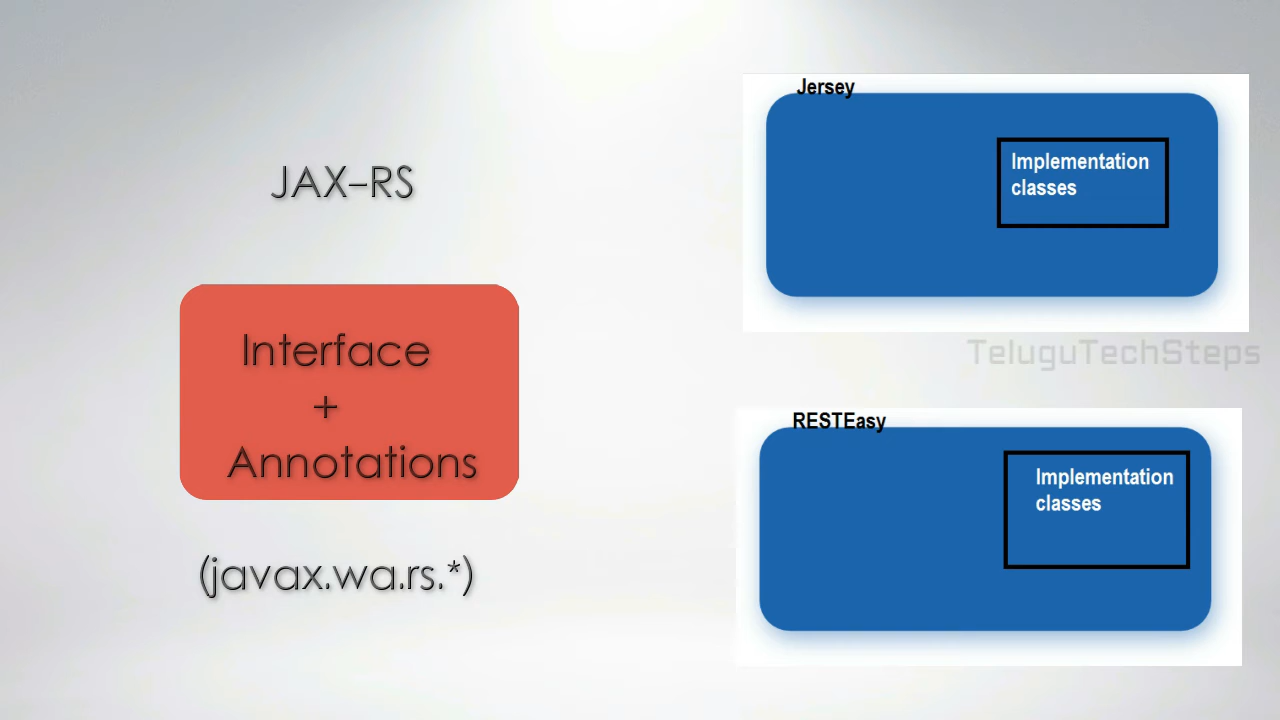 JAX-RS
Interface
+
Annotations
(javax.wa.rs.*)
Jersey
Implementation
classes
TeluguTechSteps
RESTEasy
Implementation
classes